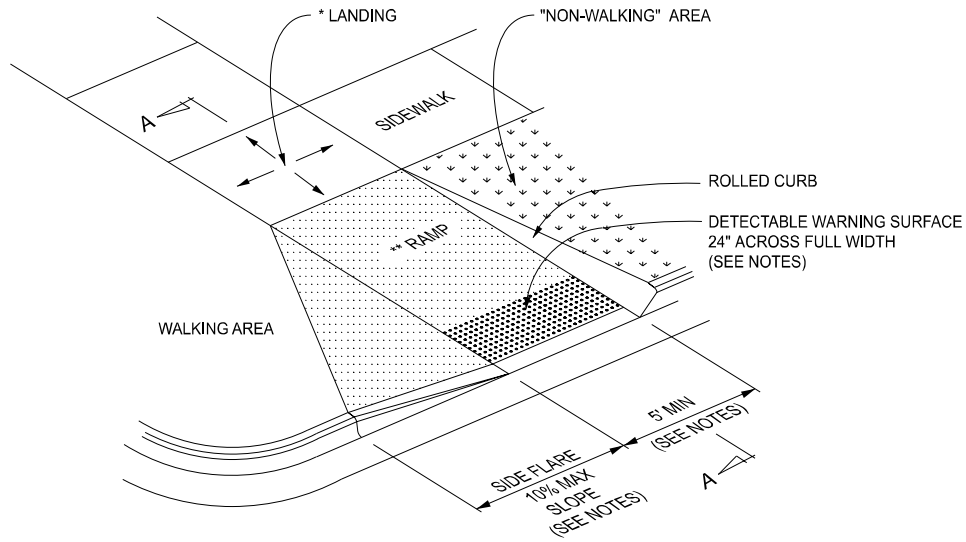 * LANDING
"NON-WALKING" AREA
A
SIDEWALK
ROLLED CURB
** RAMP
DETECTABLE WARNING SURFACE
24" ACROSS FULL WIDTH
(SEE NOTES)
WALKING AREA
5' MIN
(SEE NOTES)
SIDE FLARE
10% MAX
SLOPE
(SEE NOTES)
A